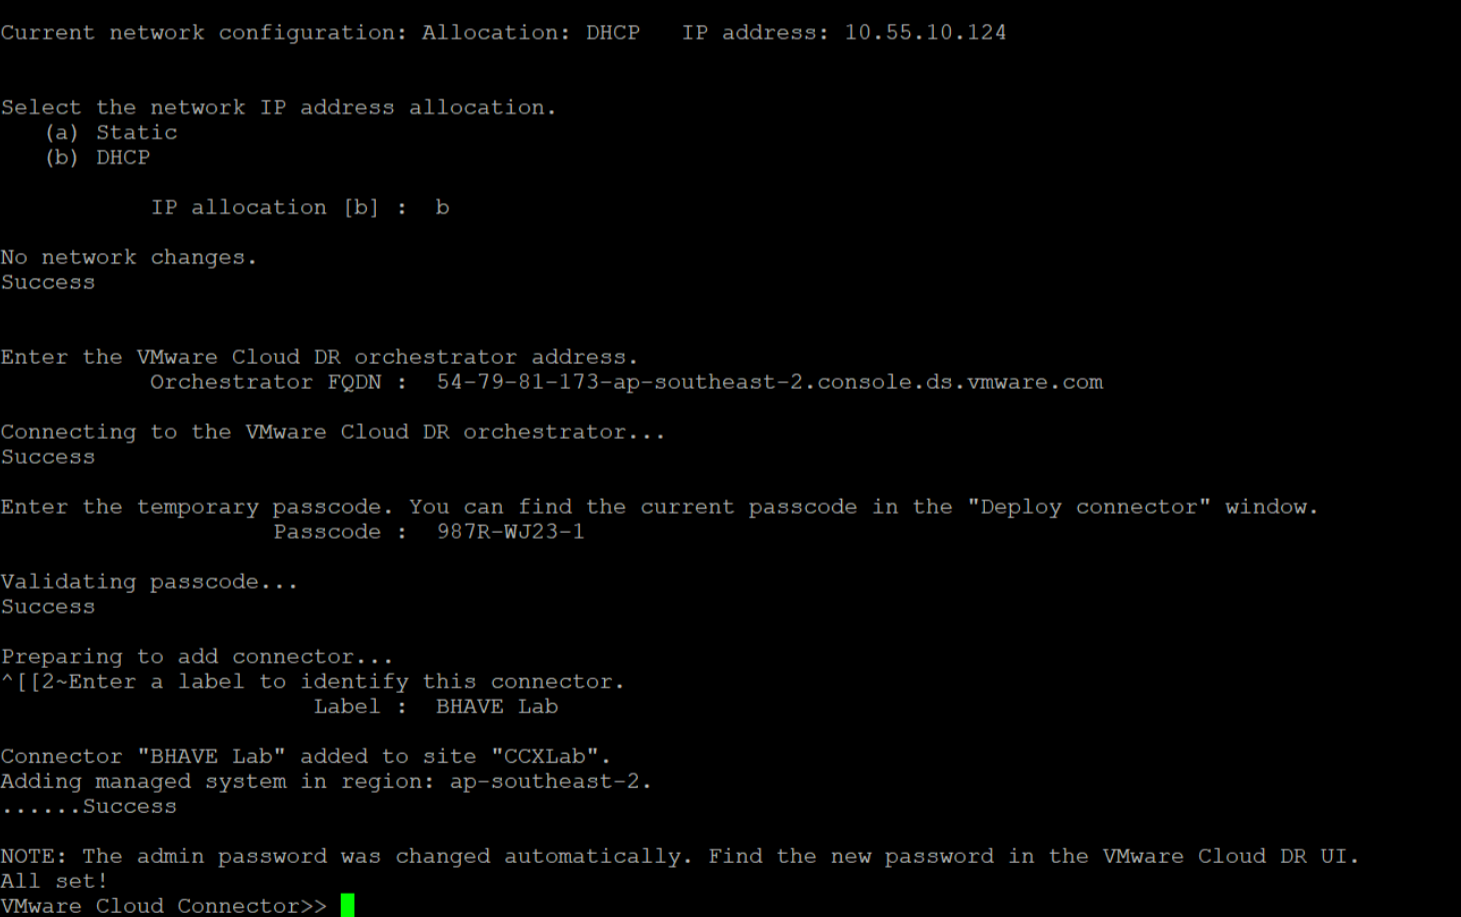 Current network configuration: Allocation: DHCP   IP address: 10.55.10.124
Select the network IP address allocation.
(a) Static
(b) DHCP
IP allocation [b] :  b
No network changes.
Success
Enter the VMware Cloud DR orchestrator address.
Orchestrator FQDN :  54-79-81-173-ap-southeast-2.console.ds.vmware.com
Connecting to the VMware Cloud DR orchestrator...
Success
Enter the temporary passcode. You can find the current passcode in the "Deploy connector" window.
Passcode :  987R-WJ23-1
Validating passcode...
Success
Preparing to add connector...
^[[2~Enter a label to identify this connector.
Label :  BHAVE Lab
Connector "BHAVE Lab" added to site "CCXLab".
Adding managed system in region: ap-southeast-2.
......Success
NOTE: The admin password was changed automatically. Find the new password in the VMware Cloud DR UI.
All set!
VMware Cloud Connector>>